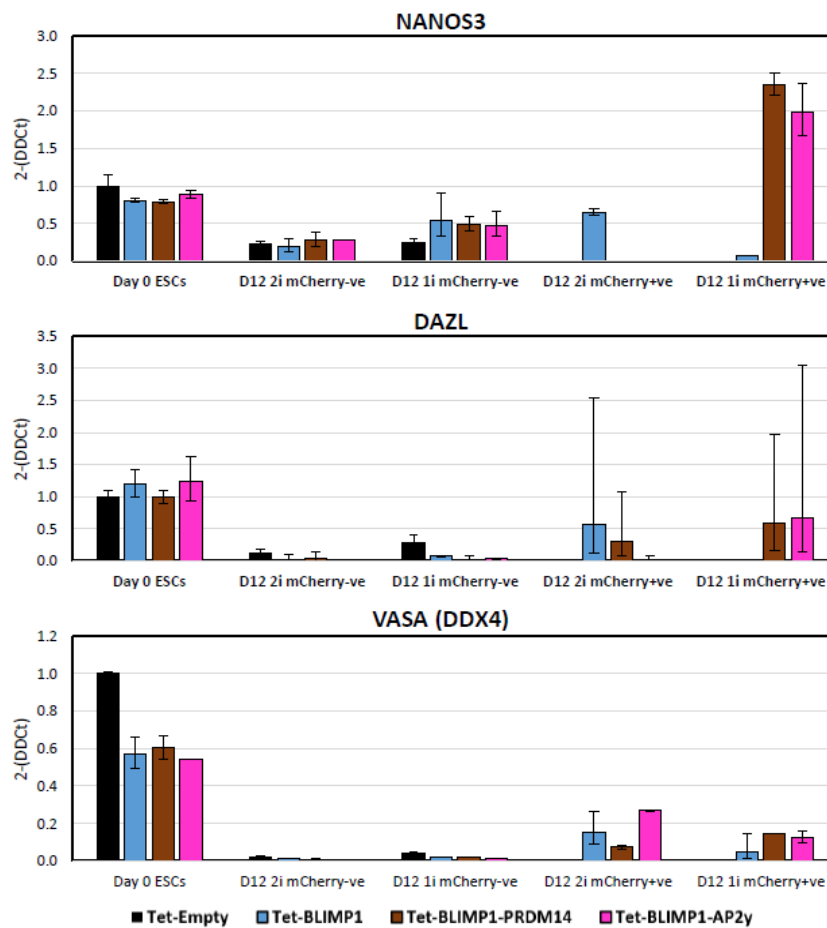 NANOS3
2-(DDCt)
3.0
2.5
2.0
1.5
1.0
0.5
0.0
Day 0 ESCs D12 2i mCherry-ve D12 1i mCherry-ve D12 2i mCherry+ve D12 1i mCherry+ve
DAZL
2-(DDCt)
3.5
3.0
2.5
2.0
1.5
1.0
0.5
0.0
Day 0 ESCs D12 2i mCherry-ve D12 1i mCherry-ve D12 2i mCherry+ve D12 1i mCherry+ve
VASA (DDX4)
2-(DDCt)
1.2
1.0
0.8
0.6
0.4
0.2
0.0
Day 0 ESCs D12 2i mCherry-ve D12 1i mCherry-ve D12 2i mCherry+ve D12 1i mCherry+ve
Tet-Empty Tet-BLIMP1 Tet-BLIMP1-PRDM14 Tet-BLIMP1-AP2y